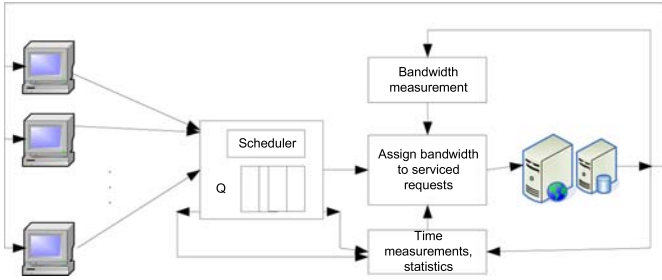 Bandwidth
measurement
Scheduler
Q
Assign bandwidth
to serviced
requests
Time
measurements,
statistics